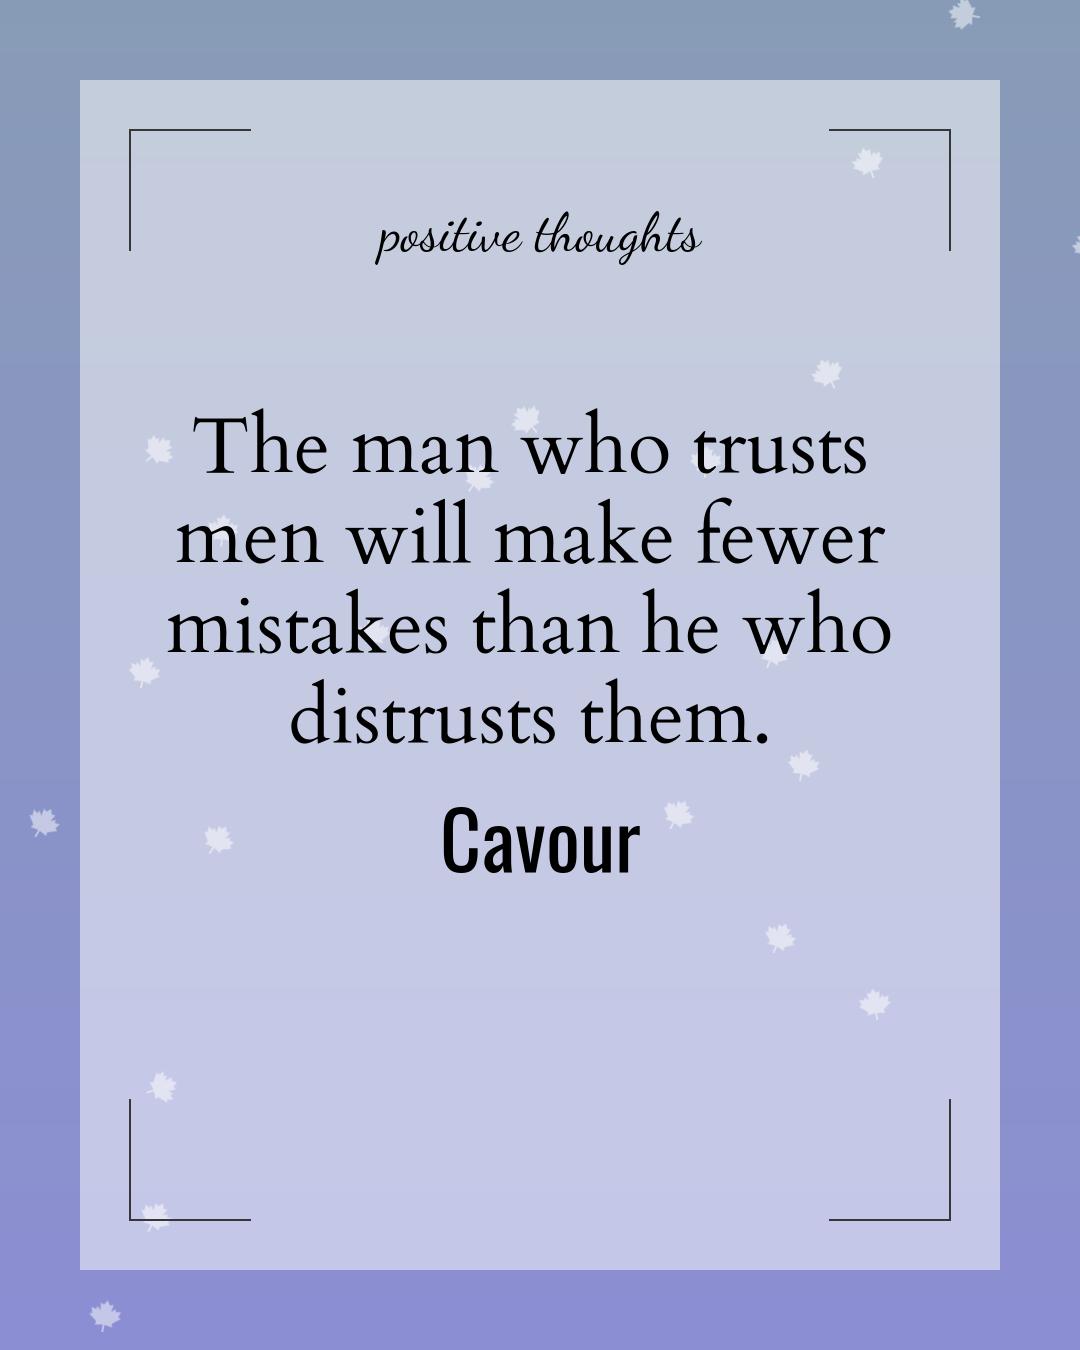 positive thoughts
The man who trusts
men will make fewer
mistakes than he who
distrusts them.
Cavour